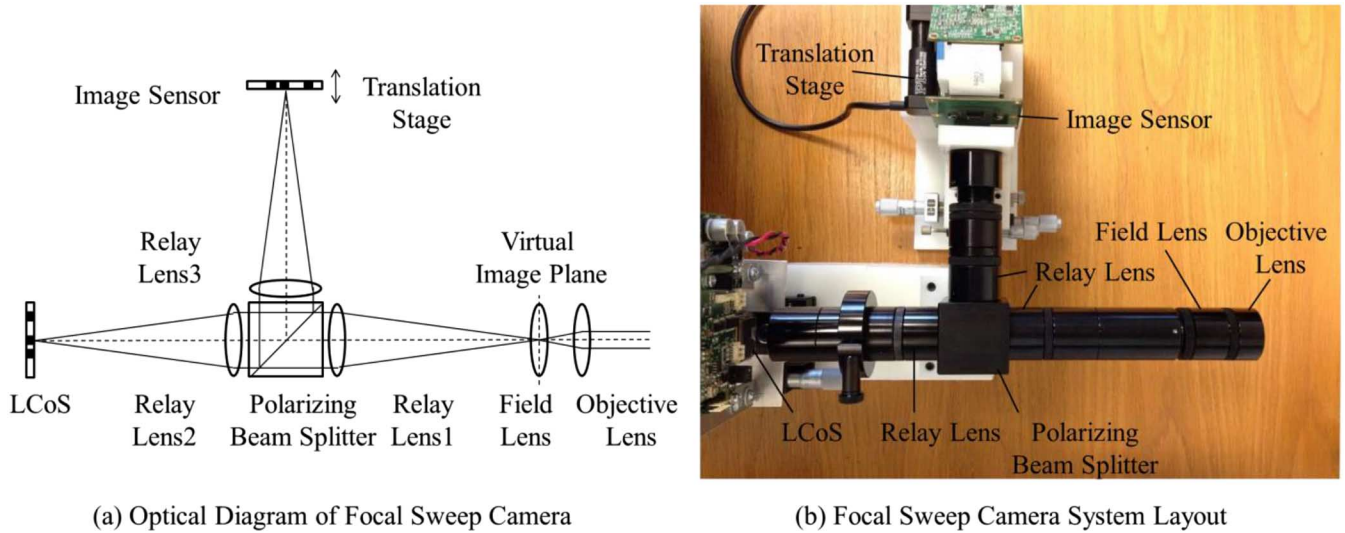 Image Sensor
Translation
Stage
Relay
Lens3
Virtual
Image Plane
LCoS
Relay
Lens2
Polarizing
Beam Splitter
Relay
Lens1
Field
Lens
Objective
Lens
(a) Optical Diagram of Focal Sweep Camera
Translation
Stage
Image Sensor
Field Lens
Objective
Lens
Relay Lens
LCoS
Relay Lens
Polarizing
Beam Splitter
(b) Focal Sweep Camera System Layout